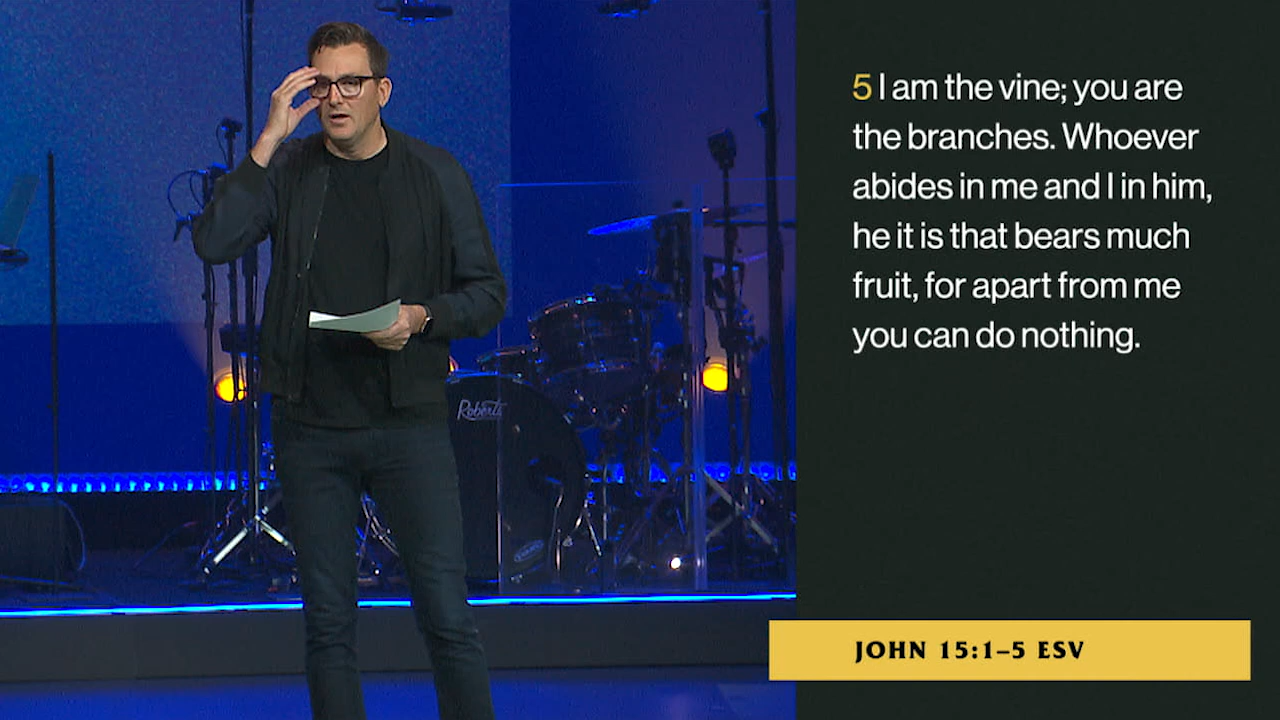 5 I am the vine; you are
the branches. Whoever
abides in me and I in him,
he it is that bears much
fruit, for apart from me
you can do nothing.
Roberts
JOHN 15:1–5 ESV